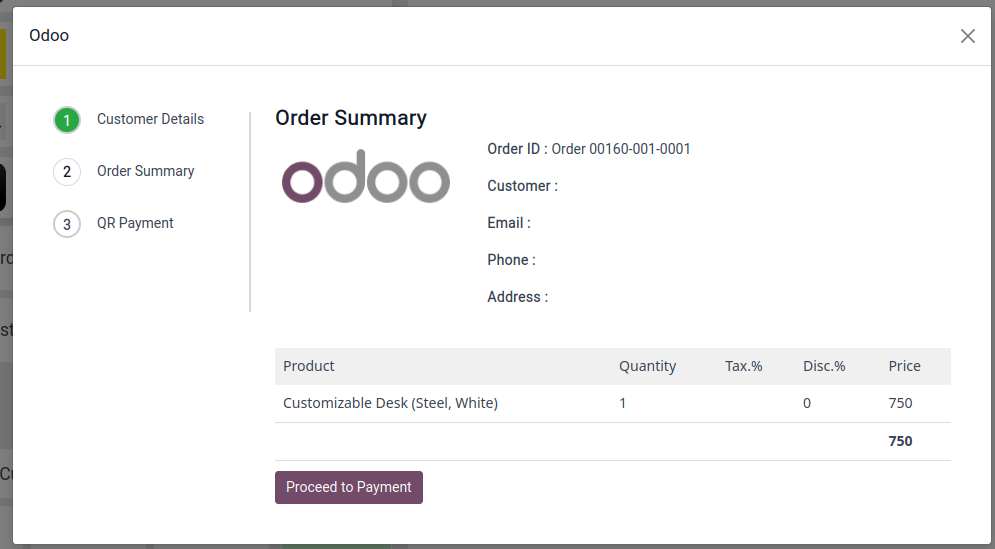 Odoo
1 Customer Details
2 Order Summary
3 QR Payment
Order Summary
odoo
Order ID : Order 00160-001-0001
Customer :
Email :
Phone :
Address :
Product Quantity Tax.% Disc.% Price
Customizable Desk (Steel, White) 1 0 750
750
Proceed to Payment